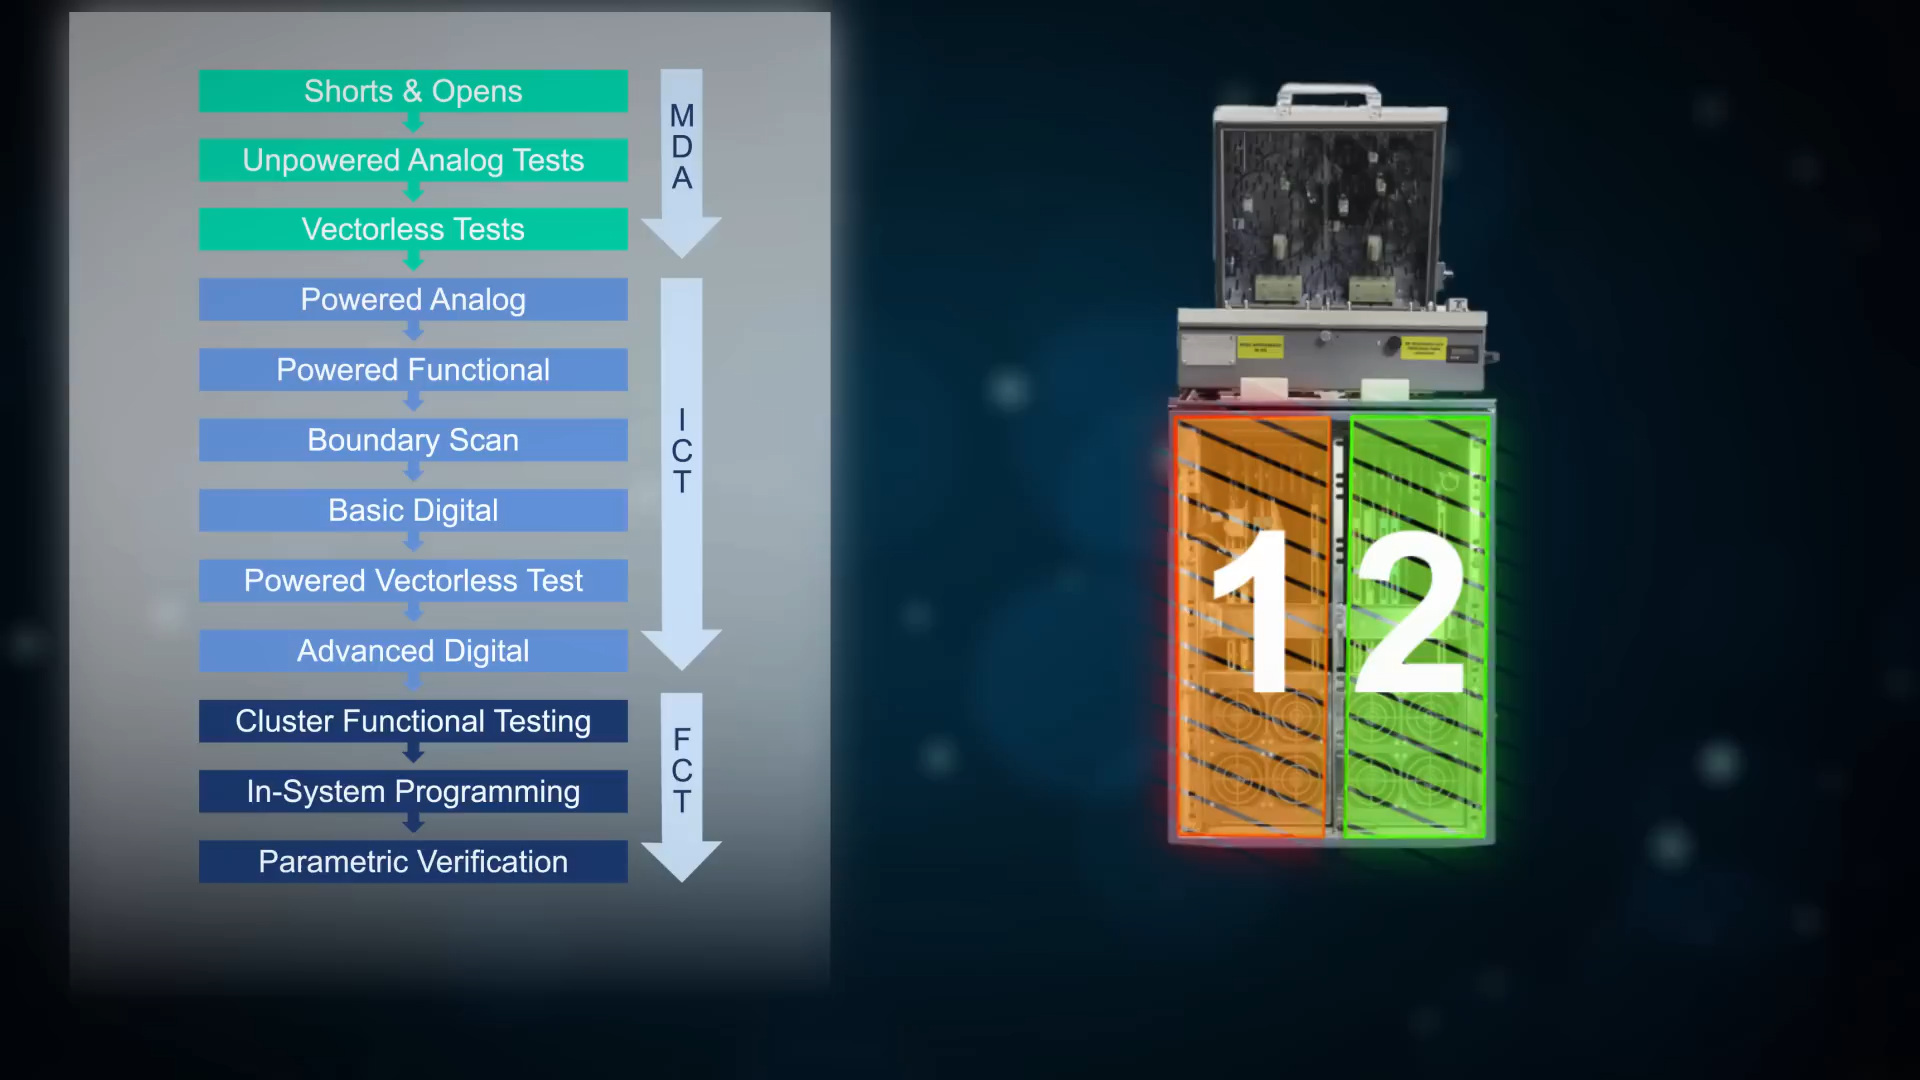 Shorts & Opens
Unpowered Analog Tests
Vectorless Tests
MDA
Powered Analog
Powered Functional
Boundary Scan
Basic Digital
Powered Vectorless Test
Advanced Digital
ICT
Cluster Functional Testing
In-System Programming
Parametric Verification
FCT
1
2